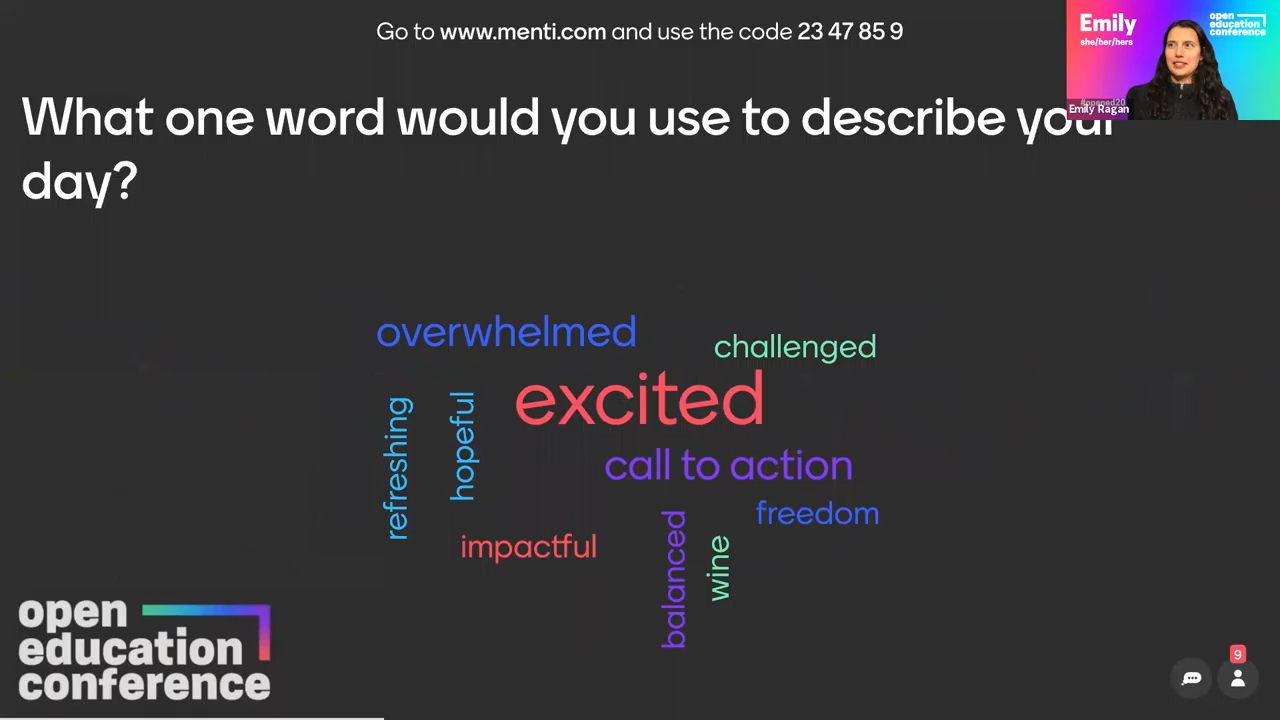 Go to www.menti.com and use the code 23 47 85 9
Emily
she/her/hers
open
education
conference
#opened20
Emily Ragan
What one word would you use to describe your
day?
overwhelmed
challenged
excited
refreshing
hopeful
call to action
freedom
impactful
balanced
wine
open
education
conference
9